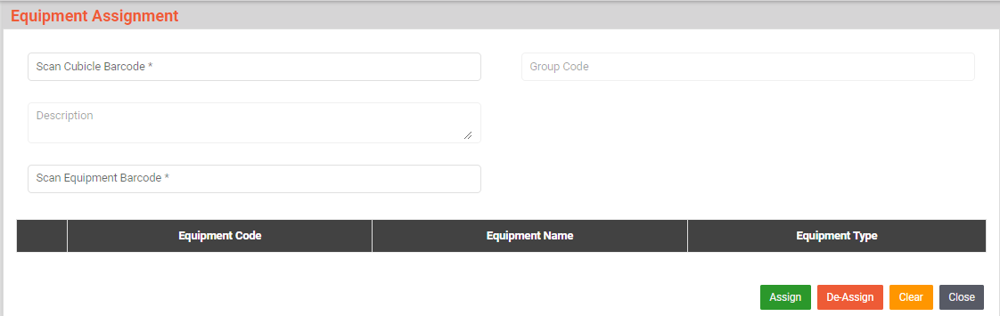 Equipment Assignment
Scan Cubicle Barcode * Group Code
Description
Scan Equipment Barcode *
Equipment Code Equipment Name Equipment Type
Assign De-Assign Clear Close